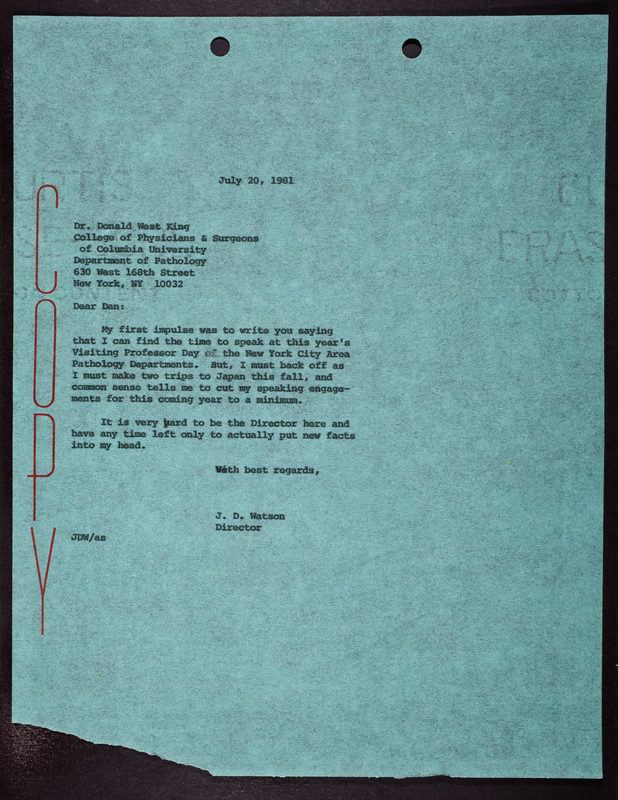 July 20, 1981
Dr. Donald West King
College of Physicians & Surgeons
of Columbia University
Department of Pathology
630 West 168th Street
New York, NY 10032
Dear Dan:
My first impulse was to write you saying
that I can find the time to speak at this year's
Visiting Professor Day of the New York City Area
Pathology Departments. But, I must back off as
I must make two trips to Japan this fall, and
common sense tells me to cut my speaking engage-
ments for this coming year to a minimum.
It is very hard to be the Director here and
have any time left only to actually put new facts
into my head.
With best regards,
J. D. Watson
Director
JDW/as
COPY